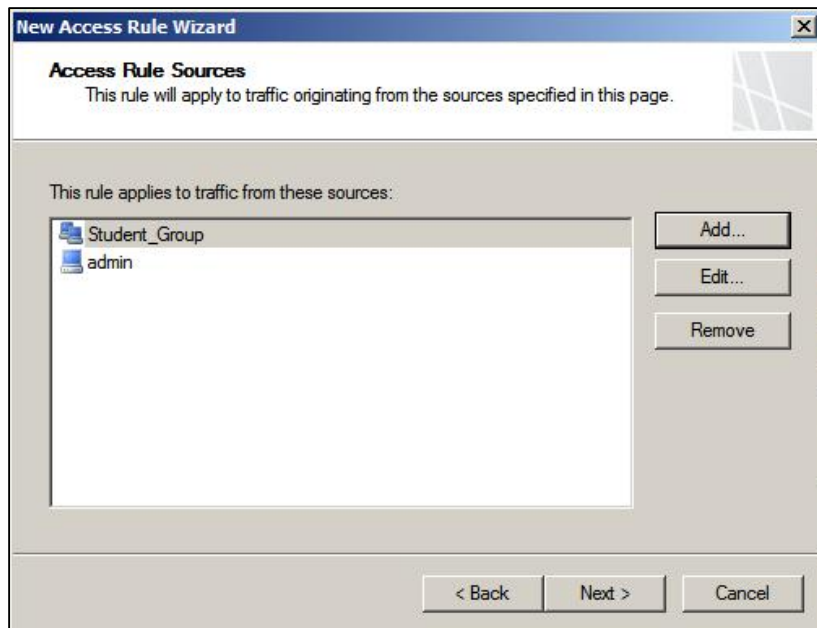 New Access Rule Wizard
Access Rule Sources
This rule will apply to traffic originating from the sources specified in this page.
This rule applies to traffic from these sources:
Student_Group
admin
Add...
Edit...
Remove
< Back
Next >
Cancel